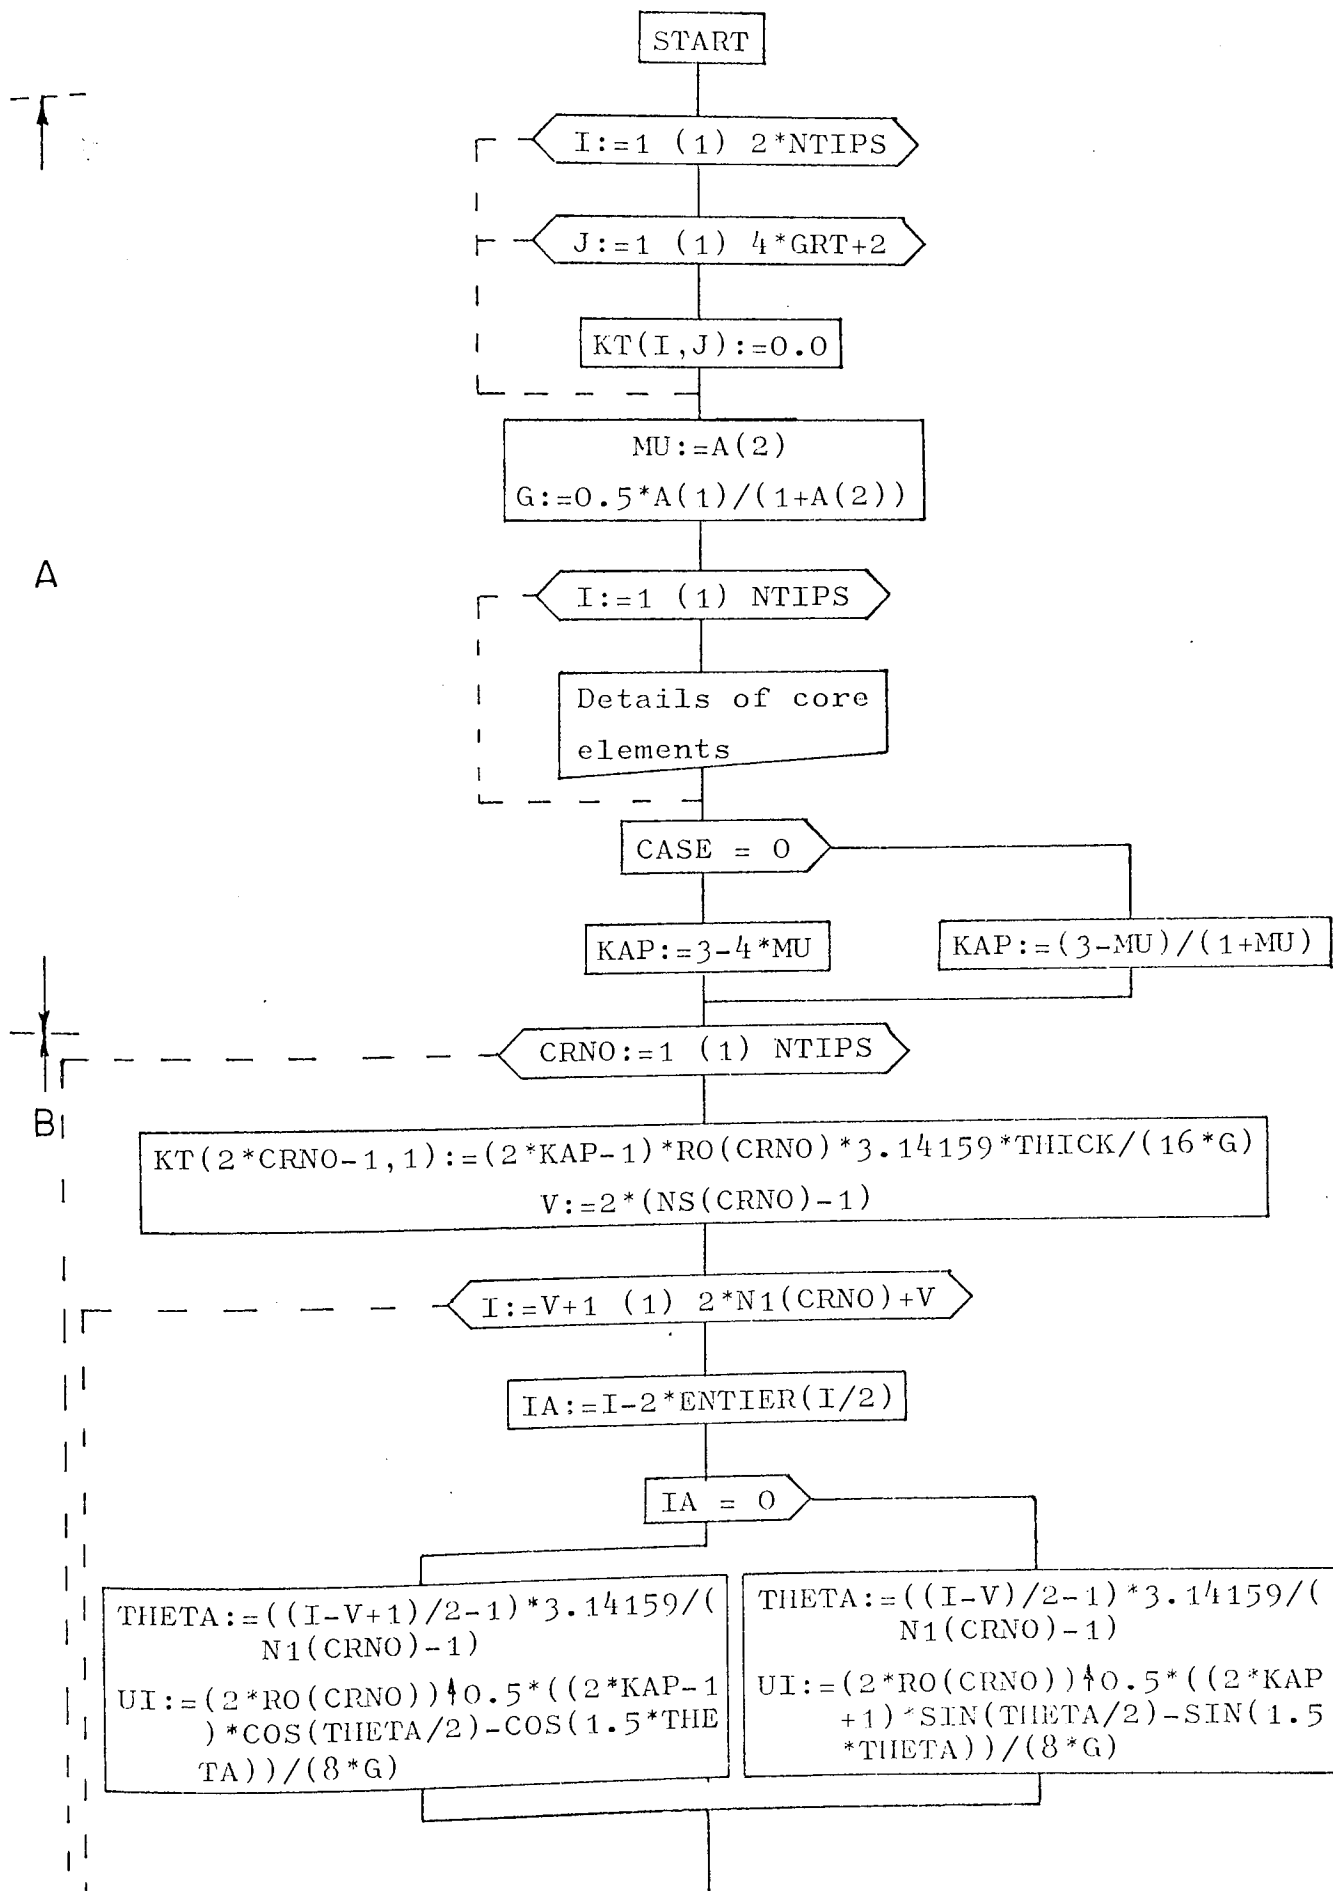 START
I:=1 (1) 2*NTIPS
J:=1 (1) 4*GRT+2
KT(I,J):=0.0
MU:=A(2)
G:=0.5*A(1)/(1+A(2))
A
I:=1 (1) NTIPS
Details of core
elements
CASE = 0
KAP:=3-4*MU
KAP:=(3-MU)/(1+MU)
CRNO:=1 (1) NTIPS
B
KT(2*CRNO-1,1):=(2*KAP-1)*RO(CRNO)*3.14159*THICK/(16*G)
V:=2*(NS(CRNO)-1)
I:=V+1 (1) 2*N1(CRNO)+V
IA:=I-2*ENTIER(I/2)
IA = 0
THETA:=((I-V+1)/2-1)*3.14159/(
N1(CRNO)-1)
UI:=(2*RO(CRNO))↑0.5*((2*KAP-1
)*COS(THETA/2)-COS(1.5*THE
TA))/(8*G)
THETA:=((I-V)/2-1)*3.14159/(
N1(CRNO)-1)
UI:=(2*RO(CRNO))↑0.5*((2*KAP
+1)*SIN(THETA/2)-SIN(1.5
*THETA))/(8*G)